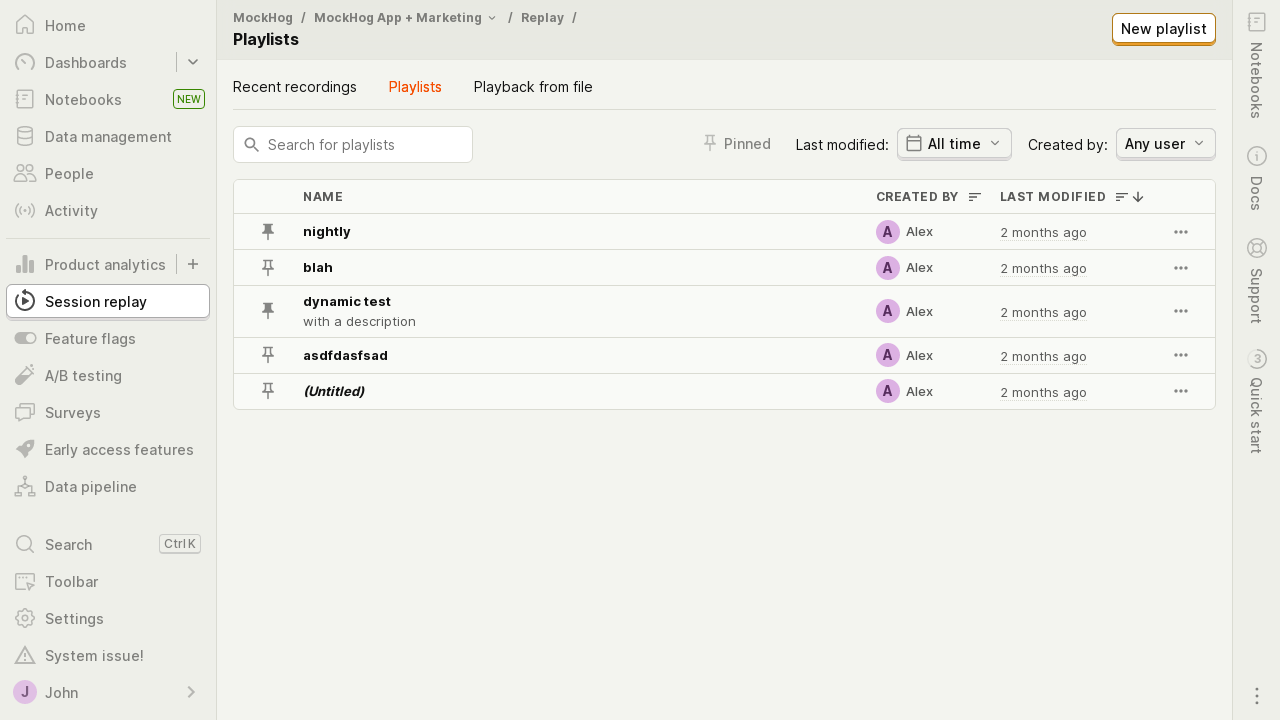 Home
Dashboards
Notebooks NEW
Data management
People
Activity
Product analytics
Session replay
Feature flags
A/B testing
Surveys
Early access features
Data pipeline
Search Ctrl K
Toolbar
Settings
System issue!
J John
MockHog / MockHog App + Marketing / Replay /
Playlists
New playlist
Recent recordings Playlists Playback from file
Search for playlists Pinned Last modified: All time Created by: Any user
NAME CREATED BY LAST MODIFIED
nightly A Alex 2 months ago
blah A Alex 2 months ago
dynamic test A Alex 2 months ago
with a description
asdfdasfsad A Alex 2 months ago
(Untitled) A Alex 2 months ago
Notebooks
Docs
Support
3 Quick start